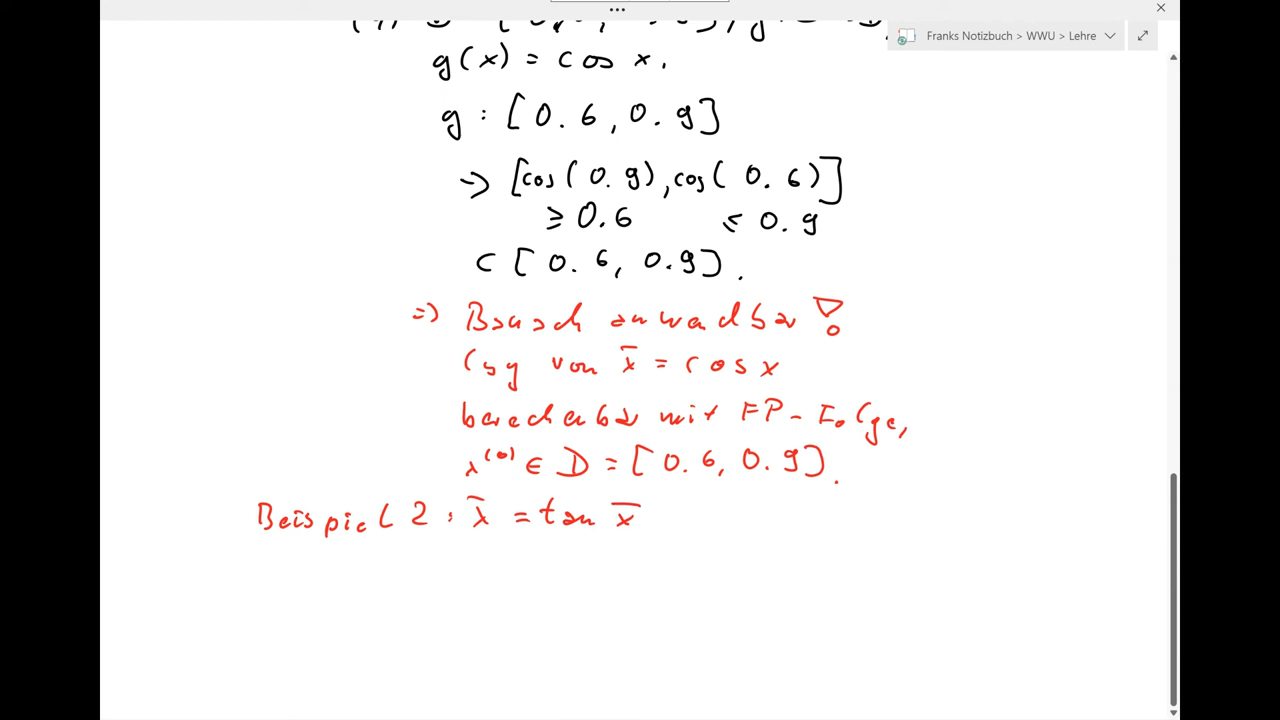 Franks Notizbuch > WWU > Lehre
g(x) = cos x.
g : [0.6, 0.9]
→ [cos(0.9), cos(0.6)]
≥ 0.6 ≤ 0.9
⊂ [0.6, 0.9].
⇒ Banach anwendbar !
Lsg von x̄ = cos x
berechenbar mit FP-Folge,
x⁽⁰⁾ ∈ D = [0.6, 0.9].
Beispiel 2: x̄ = tan x̄